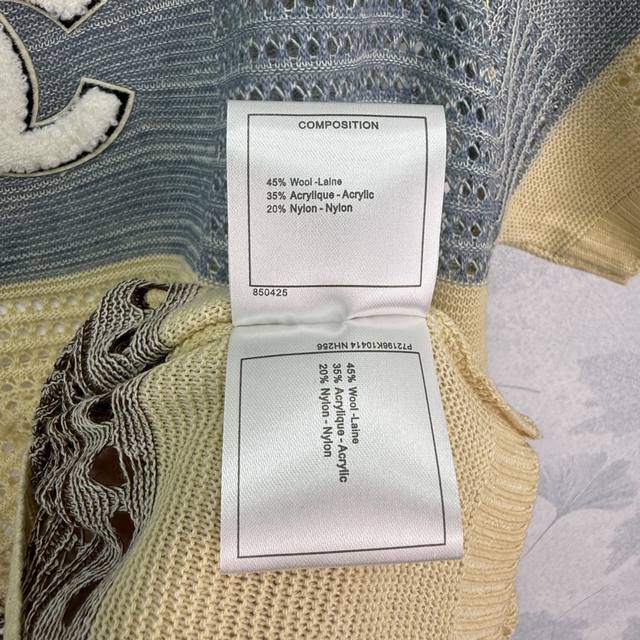 COMPOSITION
45% Wool -Laine
35% Acrylique - Acrylic
20% Nylon - Nylon
850425
P72196K10414 NH256
45% Wool -Laine
35% Acrylique - Acrylic
20% Nylon - Nylon